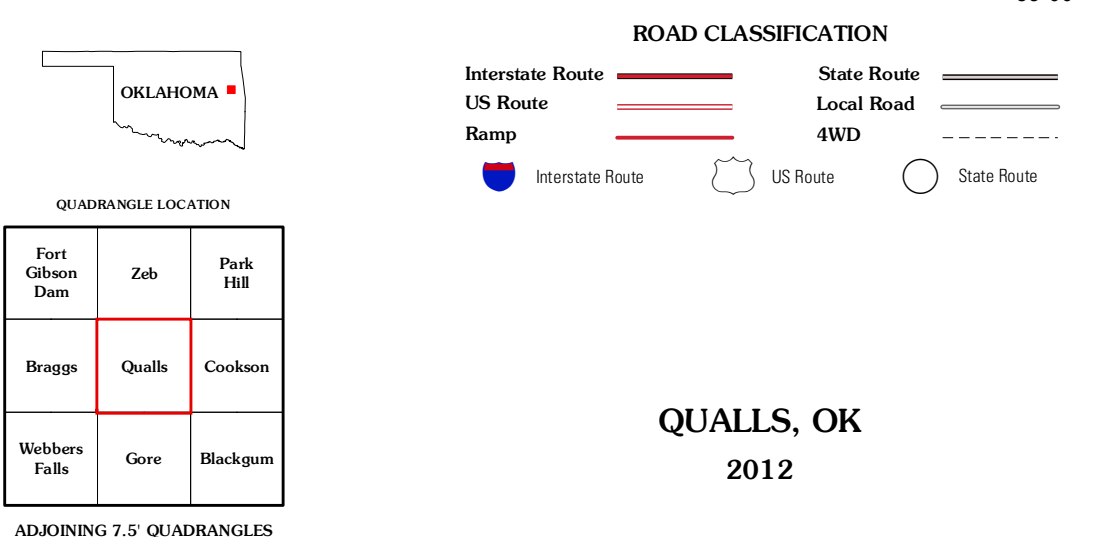 OKLAHOMA
QUADRANGLE LOCATION
Fort
Gibson
Dam
Zeb
Park
Hill
Braggs
Qualls
Cookson
Webbers
Falls
Gore
Blackgum
ADJOINING 7.5' QUADRANGLES
ROAD CLASSIFICATION
Interstate Route
State Route
US Route
Local Road
Ramp
4WD
Interstate Route
US Route
State Route
QUALLS, OK
2012